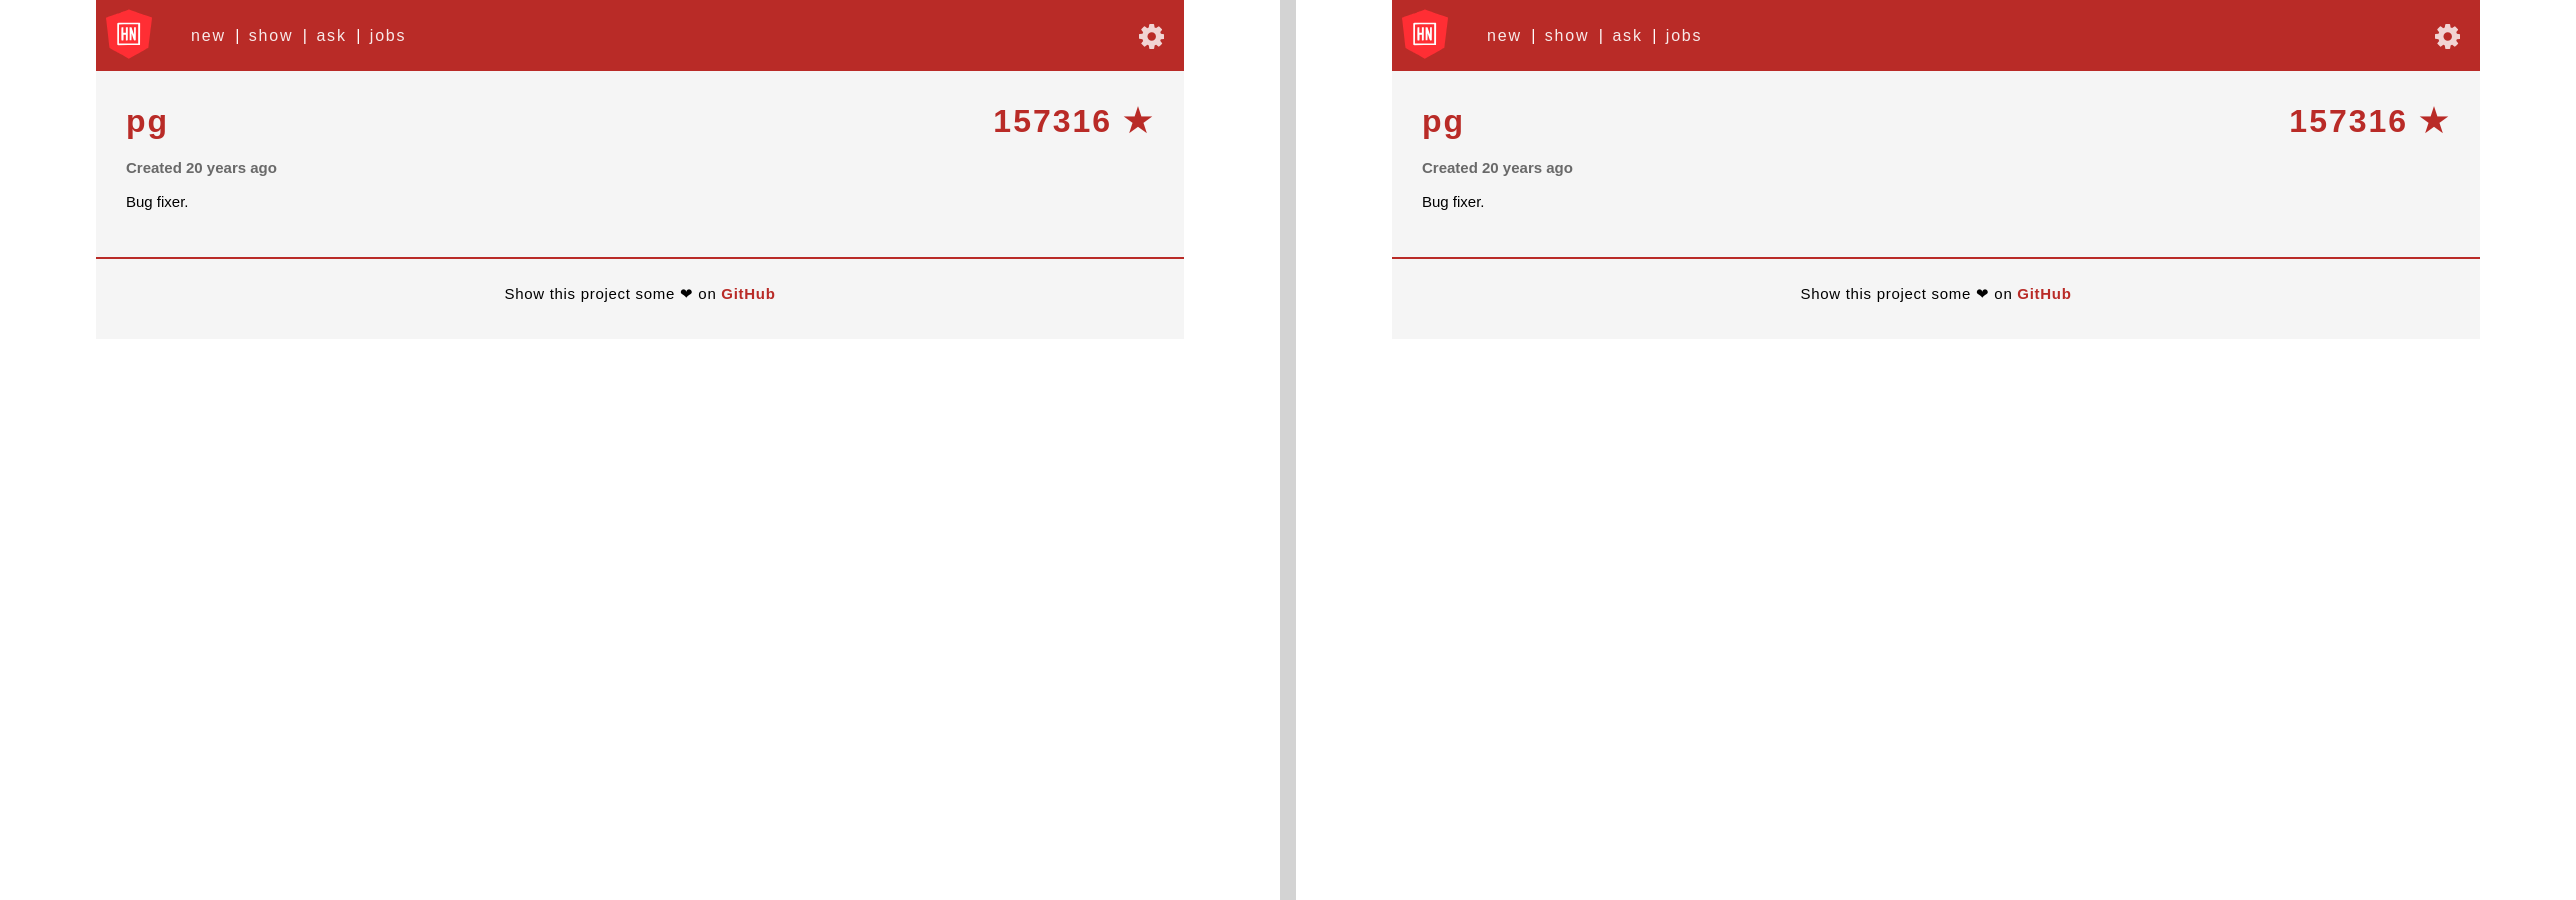 HN new | show | ask | jobs
pg 157316 ★
Created 20 years ago
Bug fixer.
Show this project some ❤ on GitHub
HN new | show | ask | jobs
pg 157316 ★
Created 20 years ago
Bug fixer.
Show this project some ❤ on GitHub